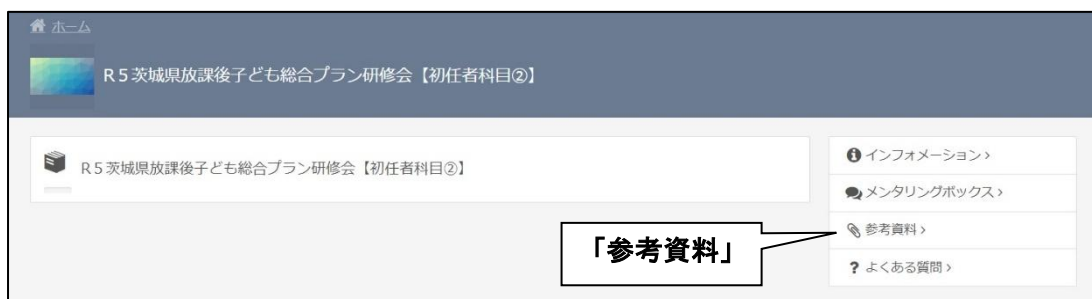 ホーム
R5茨城県放課後子ども総合プラン研修会【初任者科目②】
R5茨城県放課後子ども総合プラン研修会【初任者科目②】
インフォメーション›
メンタリングボックス›
参考資料›
? よくある質問›
「参考資料」